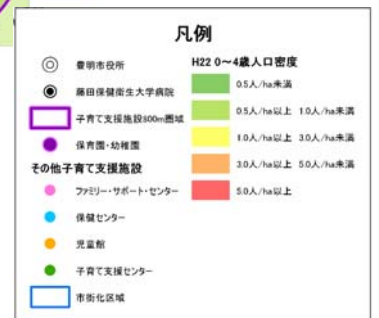 凡例
豊明市役所
藤田保健衛生大学病院
子育て支援施設800m圏域
保育園・幼稚園
その他子育て支援施設
ファミリー・サポート・センター
保健センター
児童館
子育て支援センター
市街化区域
H22 0~4歳人口密度
0.5人/ha未満
0.5人/ha以上 1.0人/ha未満
1.0人/ha以上 3.0人/ha未満
3.0人/ha以上 5.0人/ha未満
5.0人/ha以上